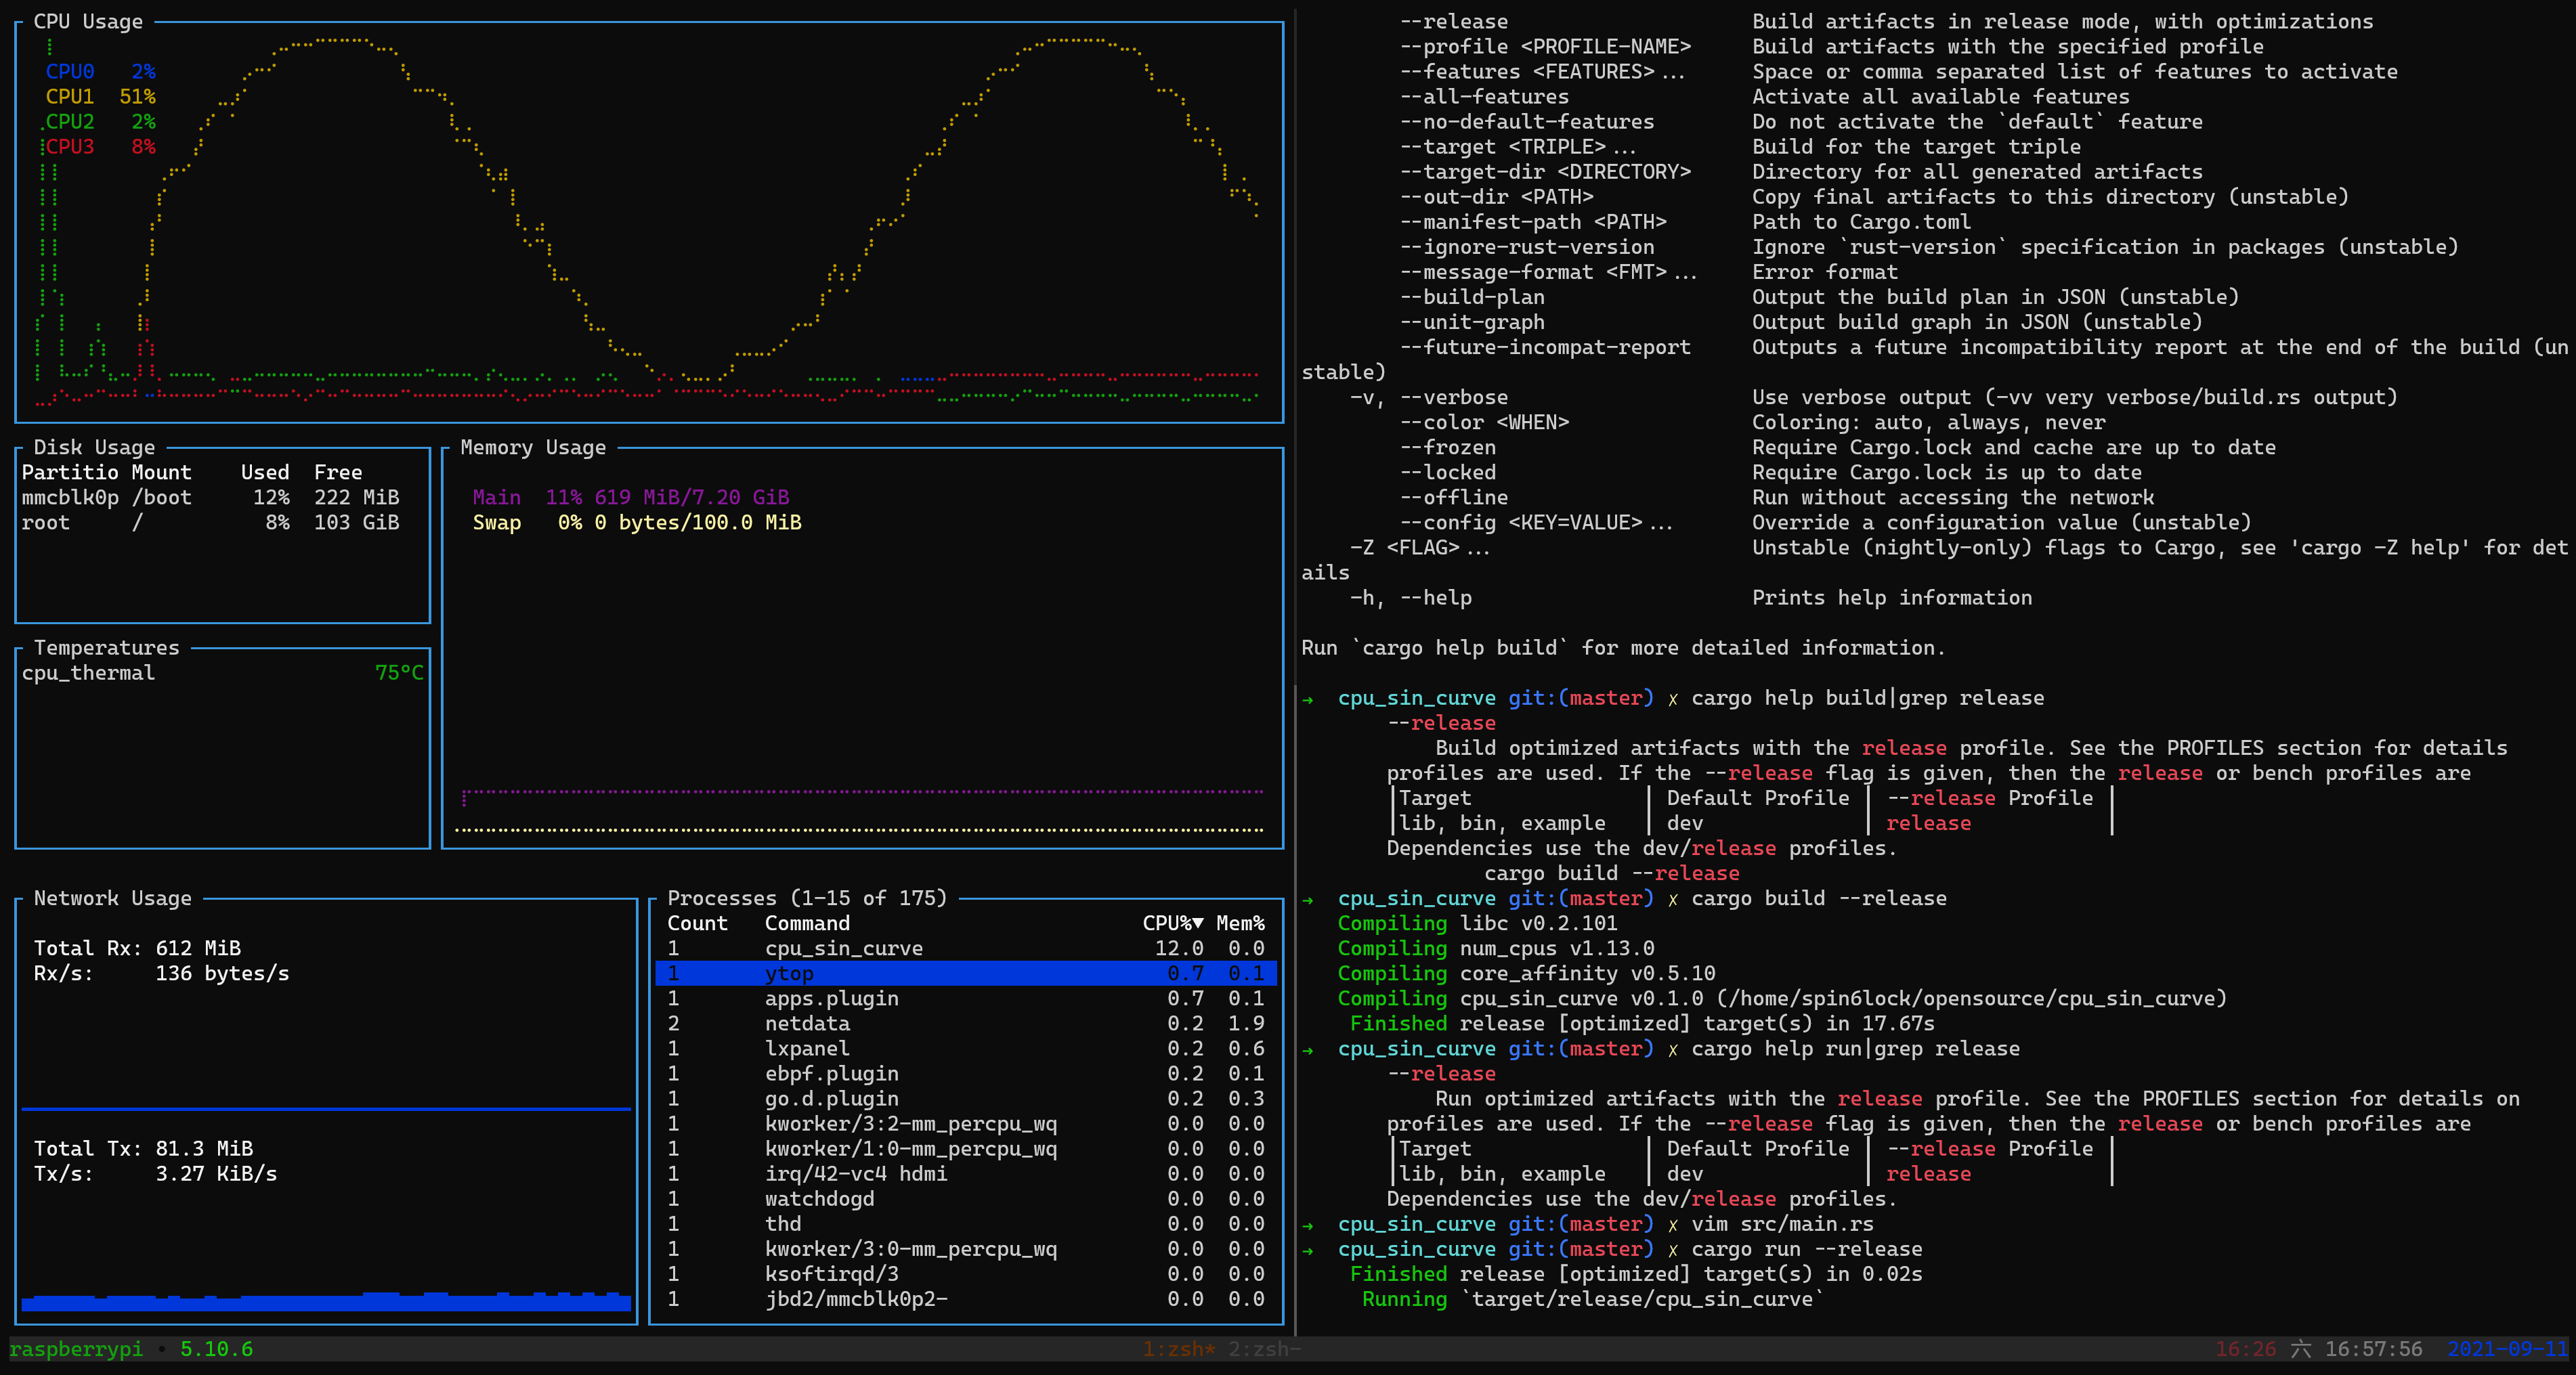 CPU Usage
CPU0 2%
CPU1 51%
CPU2 2%
CPU3 8%
Disk Usage
Partitio Mount Used Free
mmcblk0p /boot 12% 222 MiB
root / 8% 103 GiB
Memory Usage
Main 11% 619 MiB/7.20 GiB
Swap 0% 0 bytes/100.0 MiB
Temperatures
cpu_thermal 75°C
Network Usage
Total Rx: 612 MiB
Rx/s: 136 bytes/s
Total Tx: 81.3 MiB
Tx/s: 3.27 KiB/s
Processes (1-15 of 175)
Count Command CPU%▼ Mem%
1 cpu_sin_curve 12.0 0.0
1 ytop 0.7 0.1
1 apps.plugin 0.7 0.1
2 netdata 0.2 1.9
1 lxpanel 0.2 0.6
1 ebpf.plugin 0.2 0.1
1 go.d.plugin 0.2 0.3
1 kworker/3:2-mm_percpu_wq 0.0 0.0
1 kworker/1:0-mm_percpu_wq 0.0 0.0
1 irq/42-vc4 hdmi 0.0 0.0
1 watchdogd 0.0 0.0
1 thd 0.0 0.0
1 kworker/3:0-mm_percpu_wq 0.0 0.0
1 ksoftirqd/3 0.0 0.0
1 jbd2/mmcblk0p2- 0.0 0.0
--release Build artifacts in release mode, with optimizations
--profile <PROFILE-NAME> Build artifacts with the specified profile
--features <FEATURES>... Space or comma separated list of features to activate
--all-features Activate all available features
--no-default-features Do not activate the `default` feature
--target <TRIPLE>... Build for the target triple
--target-dir <DIRECTORY> Directory for all generated artifacts
--out-dir <PATH> Copy final artifacts to this directory (unstable)
--manifest-path <PATH> Path to Cargo.toml
--ignore-rust-version Ignore `rust-version` specification in packages (unstable)
--message-format <FMT>... Error format
--build-plan Output the build plan in JSON (unstable)
--unit-graph Output build graph in JSON (unstable)
--future-incompat-report Outputs a future incompatibility report at the end of the build (un
stable)
-v, --verbose Use verbose output (-vv very verbose/build.rs output)
--color <WHEN> Coloring: auto, always, never
--frozen Require Cargo.lock and cache are up to date
--locked Require Cargo.lock is up to date
--offline Run without accessing the network
--config <KEY=VALUE>... Override a configuration value (unstable)
-Z <FLAG>... Unstable (nightly-only) flags to Cargo, see 'cargo -Z help' for det
ails
-h, --help Prints help information
Run `cargo help build` for more detailed information.
→ cpu_sin_curve git:(master) ✗ cargo help build|grep release
--release
Build optimized artifacts with the release profile. See the PROFILES section for details
profiles are used. If the --release flag is given, then the release or bench profiles are
│Target │ Default Profile │ --release Profile │
│lib, bin, example │ dev │ release │
Dependencies use the dev/release profiles.
cargo build --release
→ cpu_sin_curve git:(master) ✗ cargo build --release
Compiling libc v0.2.101
Compiling num_cpus v1.13.0
Compiling core_affinity v0.5.10
Compiling cpu_sin_curve v0.1.0 (/home/spin6lock/opensource/cpu_sin_curve)
Finished release [optimized] target(s) in 17.67s
→ cpu_sin_curve git:(master) ✗ cargo help run|grep release
--release
Run optimized artifacts with the release profile. See the PROFILES section for details on
profiles are used. If the --release flag is given, then the release or bench profiles are
│Target │ Default Profile │ --release Profile │
│lib, bin, example │ dev │ release │
Dependencies use the dev/release profiles.
→ cpu_sin_curve git:(master) ✗ vim src/main.rs
→ cpu_sin_curve git:(master) ✗ cargo run --release
Finished release [optimized] target(s) in 0.02s
Running `target/release/cpu_sin_curve`
raspberrypi • 5.10.6 1:zsh* 2:zsh- 16:26 六 16:57:56 2021-09-11